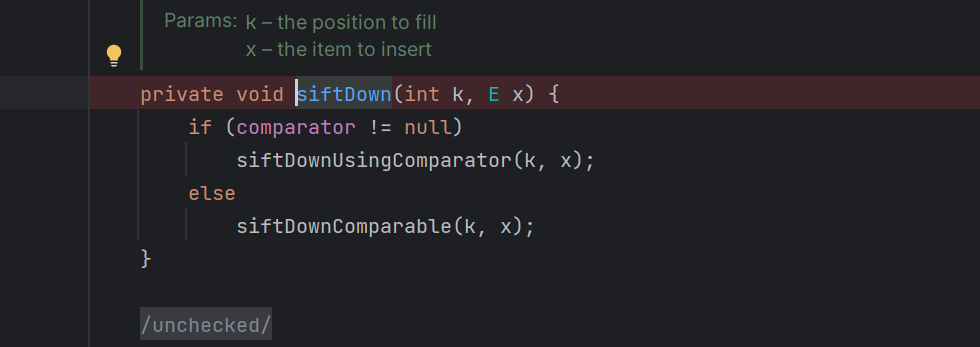 Params: k – the position to fill
x – the item to insert
private void siftDown(int k, E x) {
if (comparator != null)
siftDownUsingComparator(k, x);
else
siftDownComparable(k, x);
}
/unchecked/